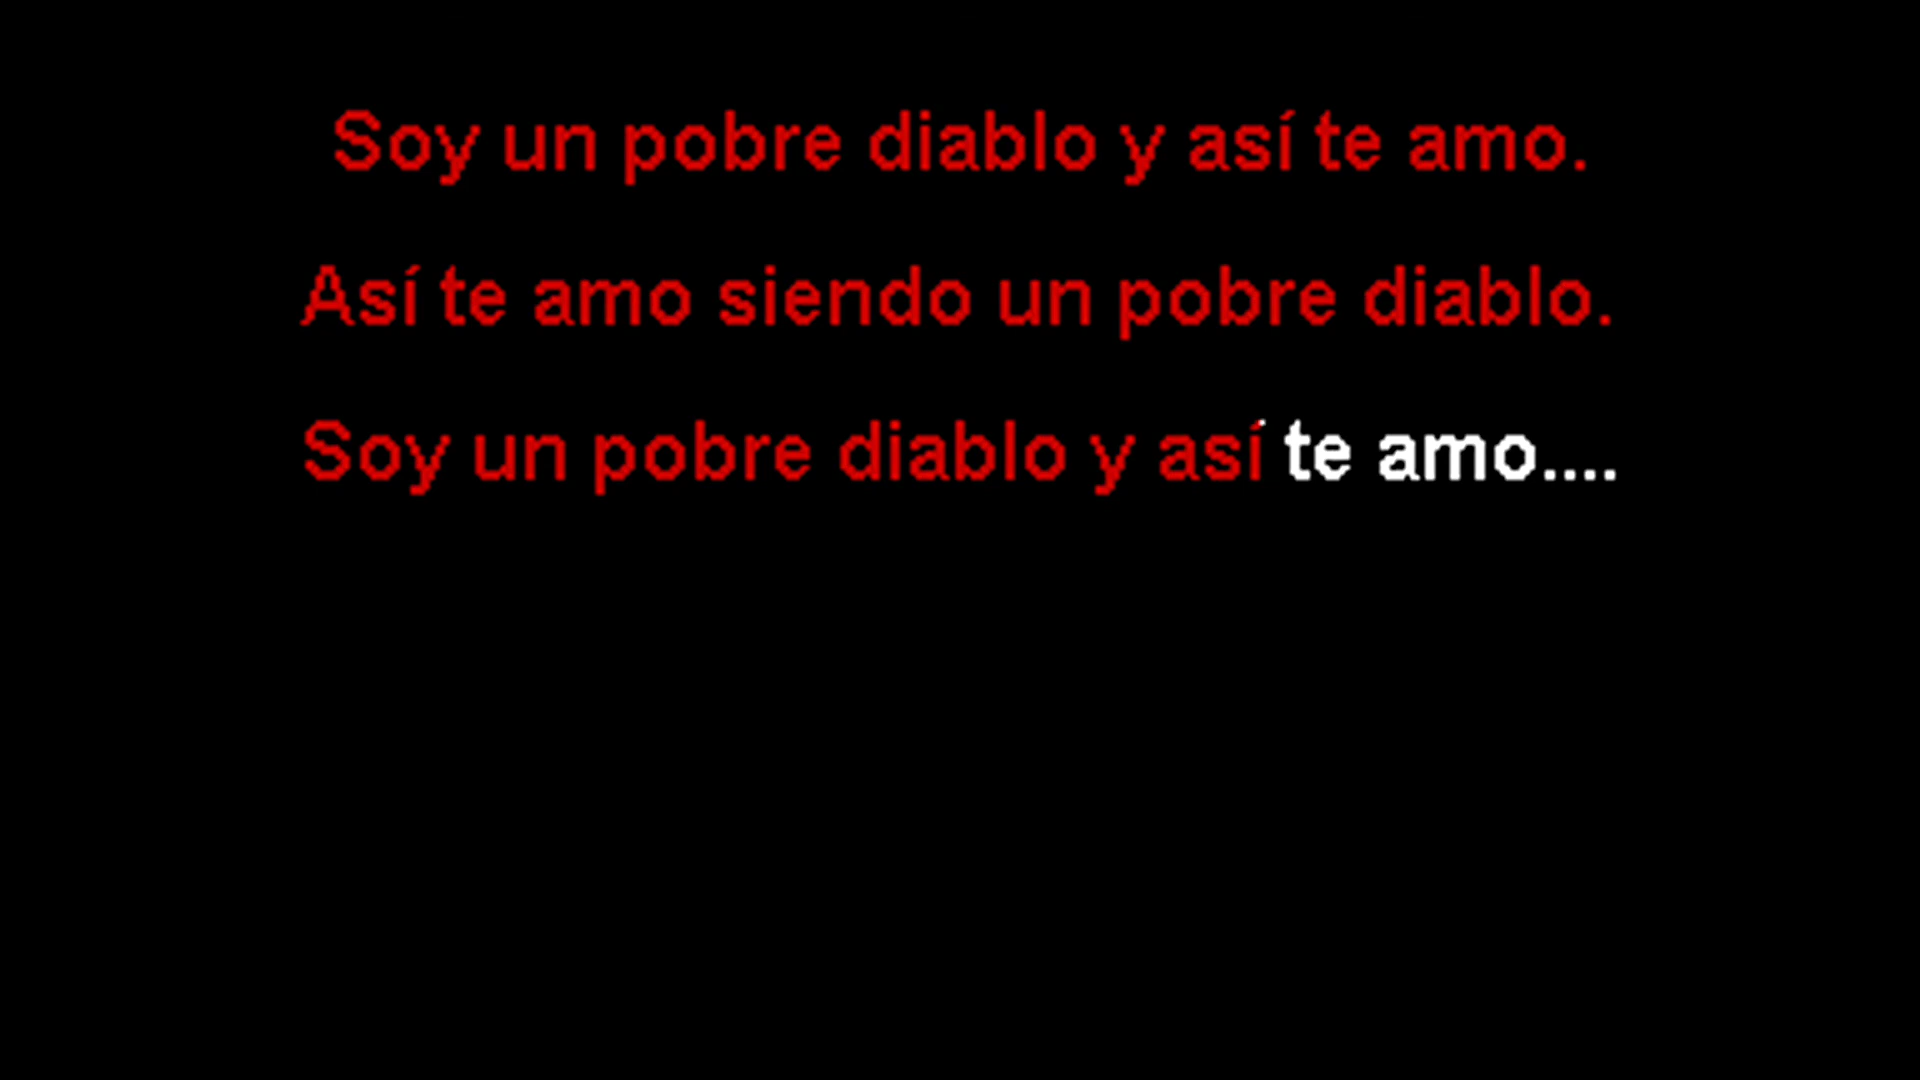 Soy un pobre diablo y así te amo.
Así te amo siendo un pobre diablo.
Soy un pobre diablo y así te amo....